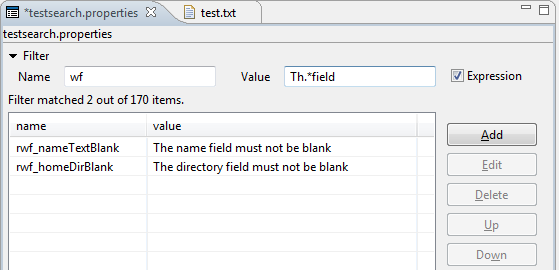 *testsearch.properties test.txt
testsearch.properties
Filter
Name wf Value Th.*field Expression
Filter matched 2 out of 170 items.
name value
rwf_nameTextBlank The name field must not be blank
rwf_homeDirBlank The directory field must not be blank
Add
Edit
Delete
Up
Down